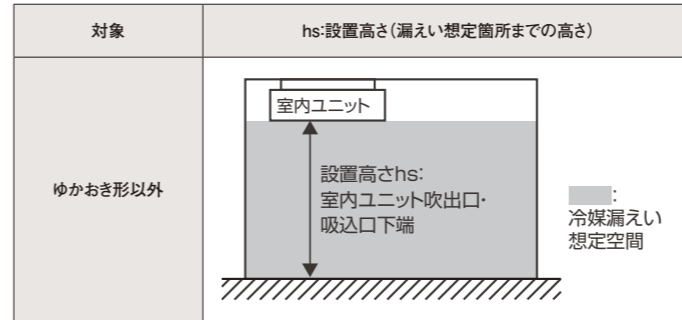 対象
hs:設置高さ(漏えい想定箇所までの高さ)
ゆかおき形以外
室内ユニット
設置高さhs:
室内ユニット吹出口・
吸込口下端
:
冷媒漏えい
想定空間